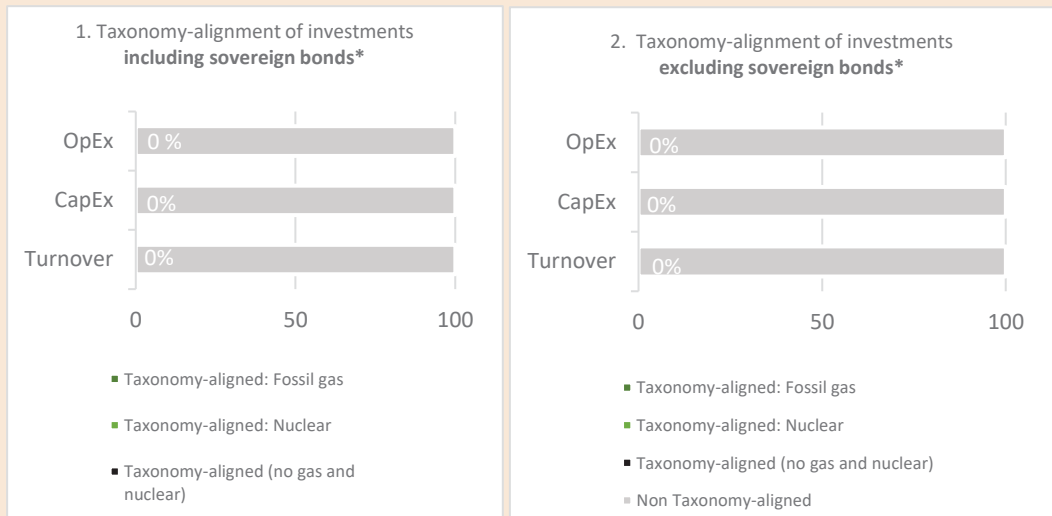 1. Taxonomy-alignment of investments
including sovereign bonds*
OpEx
0 %
CapEx
0%
Turnover
0%
0
50
100
Taxonomy-aligned: Fossil gas
Taxonomy-aligned: Nuclear
Taxonomy-aligned (no gas and
nuclear)
2. Taxonomy-alignment of investments
excluding sovereign bonds*
OpEx
0%
CapEx
0%
Turnover
0%
0
50
100
Taxonomy-aligned: Fossil gas
Taxonomy-aligned: Nuclear
Taxonomy-aligned (no gas and nuclear)
Non Taxonomy-aligned